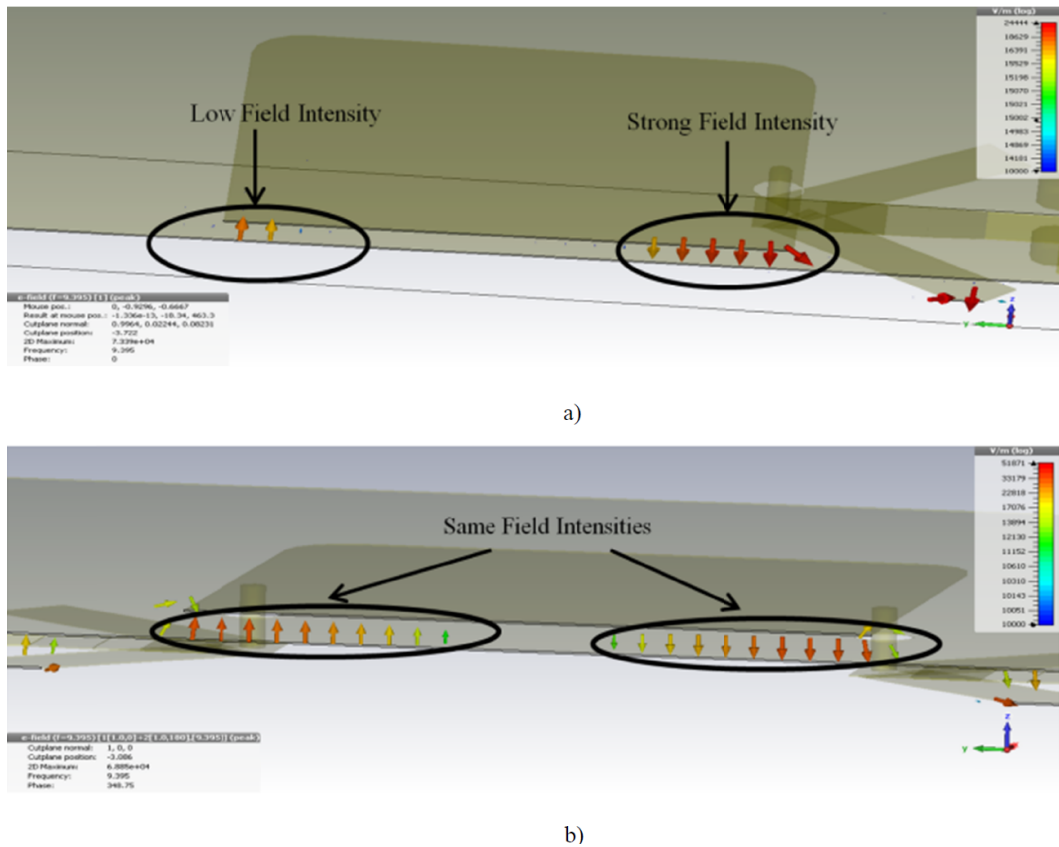 V/m (log)
24444
18629
16391
15529
15198
15070
15021
15002
14983
14869
14101
10000
Low Field Intensity
Strong Field Intensity
e-field (f=9.395) [1] (peak)
Mouse pos.: 0, -0.9296, -0.6667
Result at mouse pos.: -1.336e-13, -18.34, 463.3
Cutplane normal: 0.9964, 0.02244, 0.08231
Cutplane position: -3.722
2D Maximum: 7.339e+04
Frequency: 9.395
Phase: 0
z
y
a)
V/m (log)
51871
33179
22818
17076
13894
12130
11152
10610
10310
10143
10051
10000
Same Field Intensities
e-field (f=9.395) [1[1.0,0]+2[1.0,180],[9.395]] (peak)
Cutplane normal: 1, 0, 0
Cutplane position: -3.086
2D Maximum: 6.885e+04
Frequency: 9.395
Phase: 348.75
z
y
b)